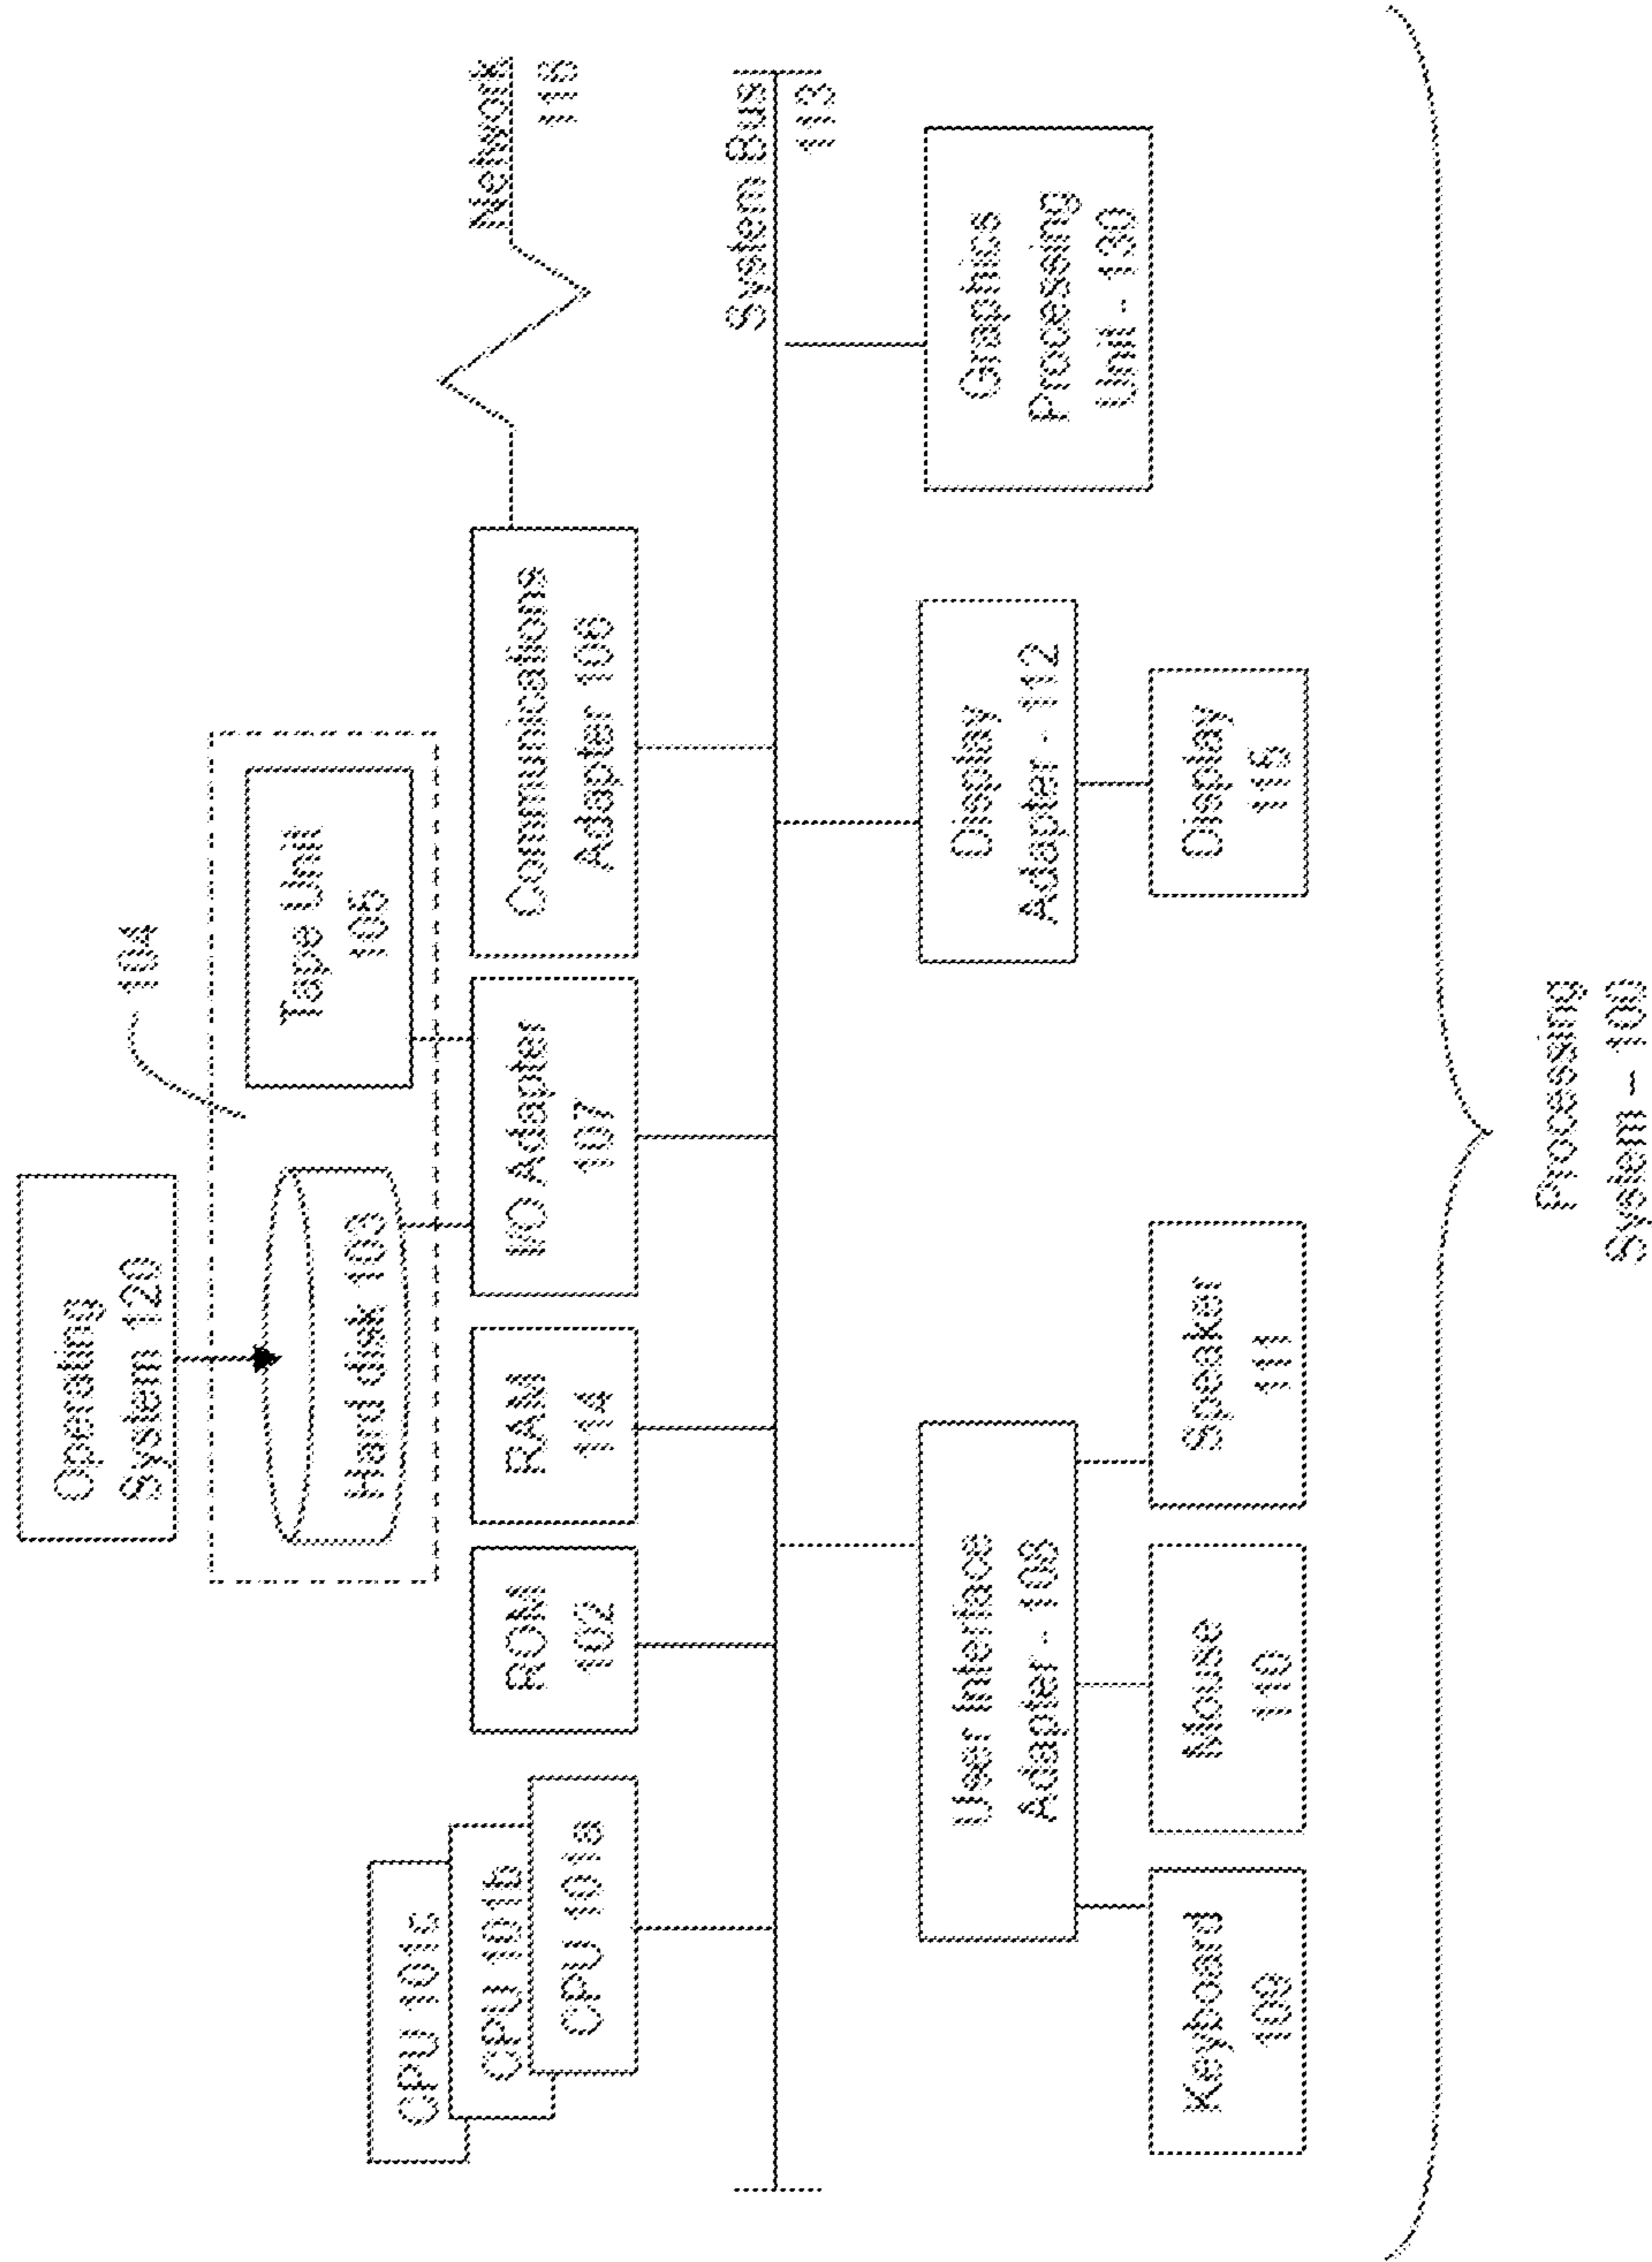 Operating
System 120
104
Hard disk 103
Tape Unit
105
CPU 101c
CPU 101b
CPU 101a
ROM
102
RAM
114
I/O Adapter
107
Communications
Adapter 106
Network
116
System Bus
113
User Interface
Adapter - 108
Display
Adapter - 112
Graphics
Processing
Unit - 130
Keyboard
109
Mouse
110
Speaker
111
Display
115
Processing
System – 100